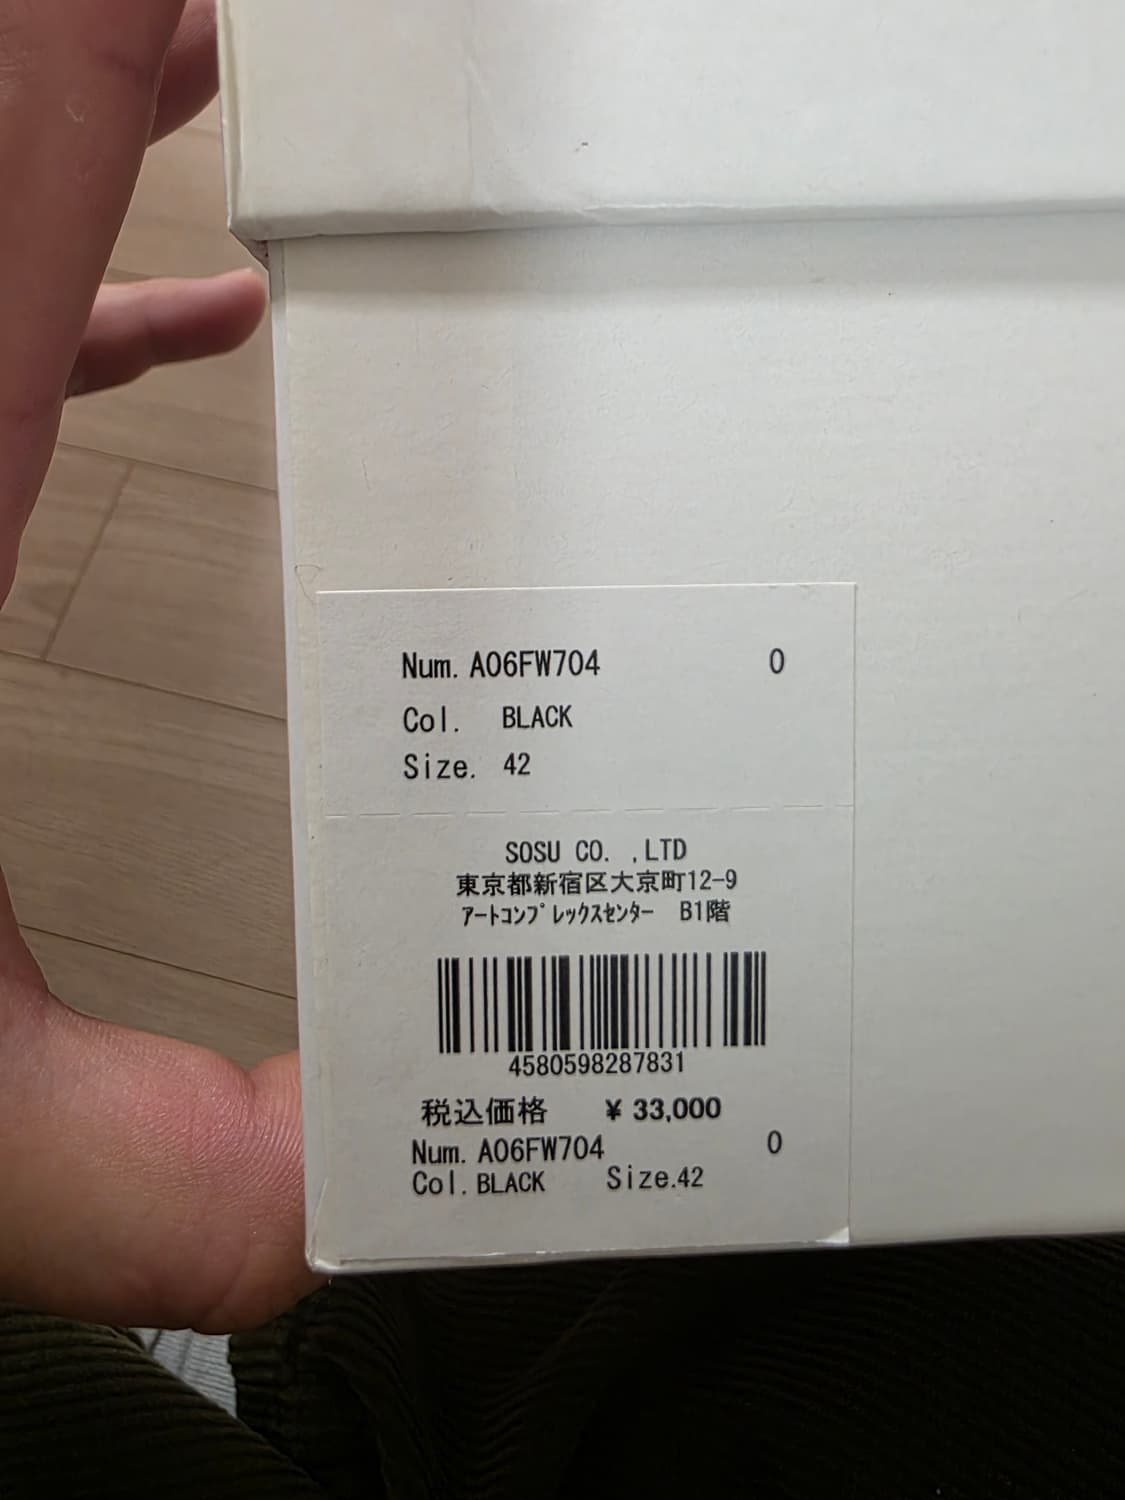 Num. A06FW704 0
Col. BLACK
Size. 42
SOSU CO. ,LTD
東京都新宿区大京町12-9
ｱｰﾄｺﾝﾌﾟﾚｯｸｽｾﾝﾀｰ B1階
4580598287831
税込価格 ¥ 33,000
Num. A06FW704 0
Col. BLACK Size.42